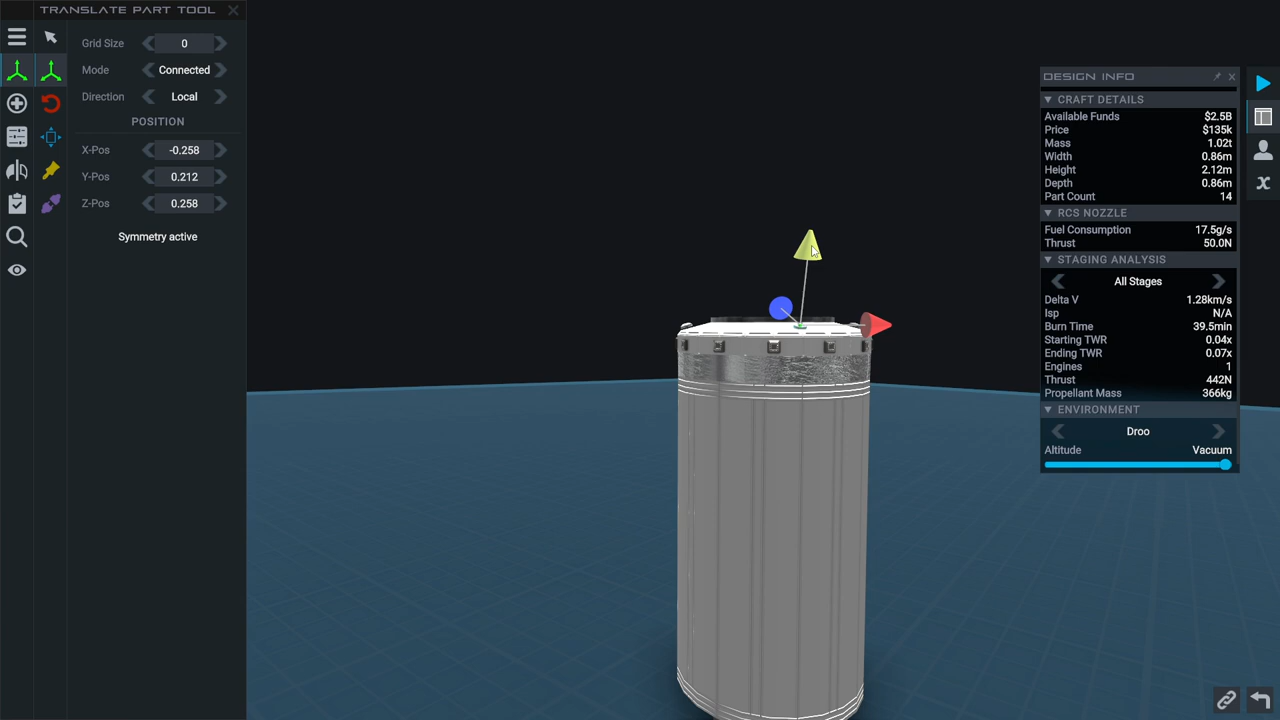 TRANSLATE PART TOOL
Grid Size 0
Mode Connected
Direction Local
POSITION
X-Pos -0.258
Y-Pos 0.212
Z-Pos 0.258
Symmetry active
DESIGN INFO
CRAFT DETAILS
Available Funds $2.5B
Price $135k
Mass 1.02t
Width 0.86m
Height 2.12m
Depth 0.86m
Part Count 14
RCS NOZZLE
Fuel Consumption 17.5g/s
Thrust 50.0N
STAGING ANALYSIS
All Stages
Delta V 1.28km/s
Isp N/A
Burn Time 39.5min
Starting TWR 0.04x
Ending TWR 0.07x
Engines 1
Thrust 442N
Propellant Mass 366kg
ENVIRONMENT
Droo
Altitude Vacuum